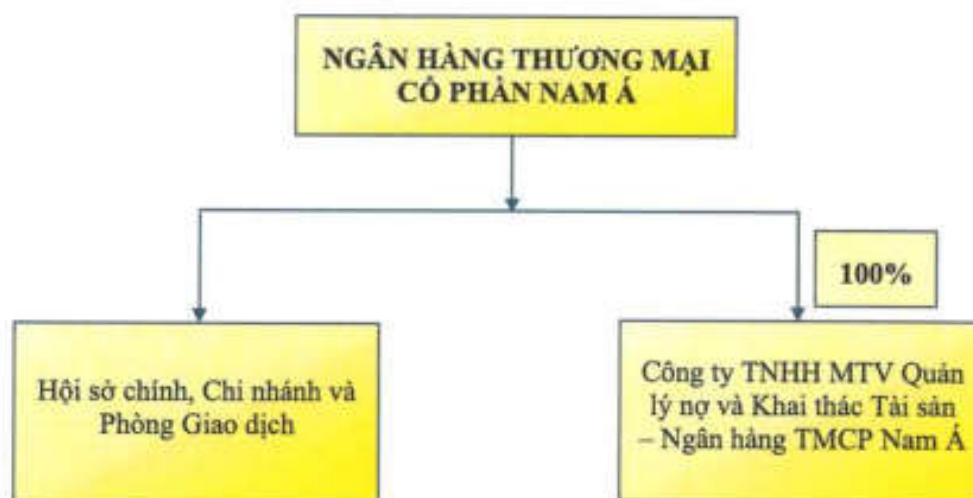 NGÂN HÀNG THƯƠNG MẠI
CỔ PHẦN NAM Á
100%
Hội sở chính, Chi nhánh và
Phòng Giao dịch
Công ty TNHH MTV Quản
lý nợ và Khai thác Tài sản
– Ngân hàng TMCP Nam Á